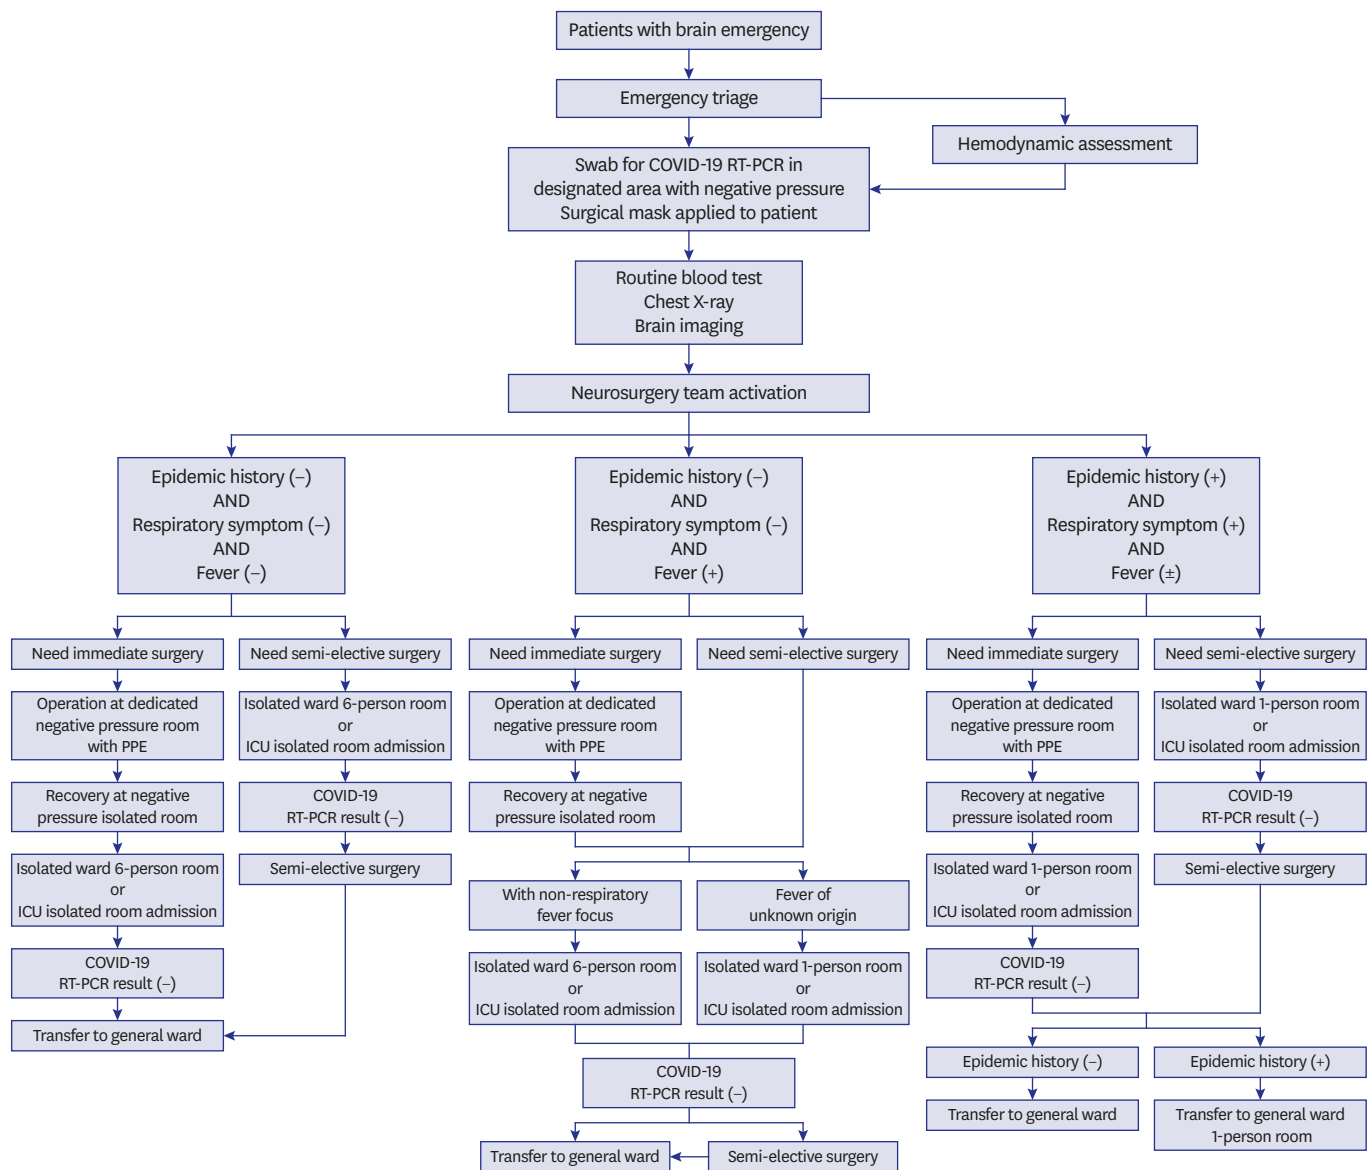 Patients with brain emergency
Emergency triage
Hemodynamic assessment
Swab for COVID-19 RT-PCR in
designated area with negative pressure
Surgical mask applied to patient
Routine blood test
Chest X-ray
Brain imaging
Neurosurgery team activation
Epidemic history (−)
AND
Respiratory symptom (−)
AND
Fever (−)
Need immediate surgery
Operation at dedicated
negative pressure room
with PPE
Recovery at negative
pressure isolated room
Isolated ward 6-person room
or
ICU isolated room admission
COVID-19
RT-PCR result (−)
Transfer to general ward
Need semi-elective surgery
Isolated ward 6-person room
or
ICU isolated room admission
COVID-19
RT-PCR result (−)
Semi-elective surgery
Epidemic history (−)
AND
Respiratory symptom (−)
AND
Fever (+)
Need immediate surgery
Operation at dedicated
negative pressure room
with PPE
Recovery at negative
pressure isolated room
Need semi-elective surgery
With non-respiratory
fever focus
Isolated ward 6-person room
or
ICU isolated room admission
Fever of
unknown origin
Isolated ward 1-person room
or
ICU isolated room admission
COVID-19
RT-PCR result (−)
Transfer to general ward
Semi-elective surgery
Epidemic history (+)
AND
Respiratory symptom (+)
AND
Fever (±)
Need immediate surgery
Operation at dedicated
negative pressure room
with PPE
Recovery at negative
pressure isolated room
Isolated ward 1-person room
or
ICU isolated room admission
COVID-19
RT-PCR result (−)
Need semi-elective surgery
Isolated ward 1-person room
or
ICU isolated room admission
COVID-19
RT-PCR result (−)
Semi-elective surgery
Epidemic history (−)
Transfer to general ward
Epidemic history (+)
Transfer to general ward
1-person room